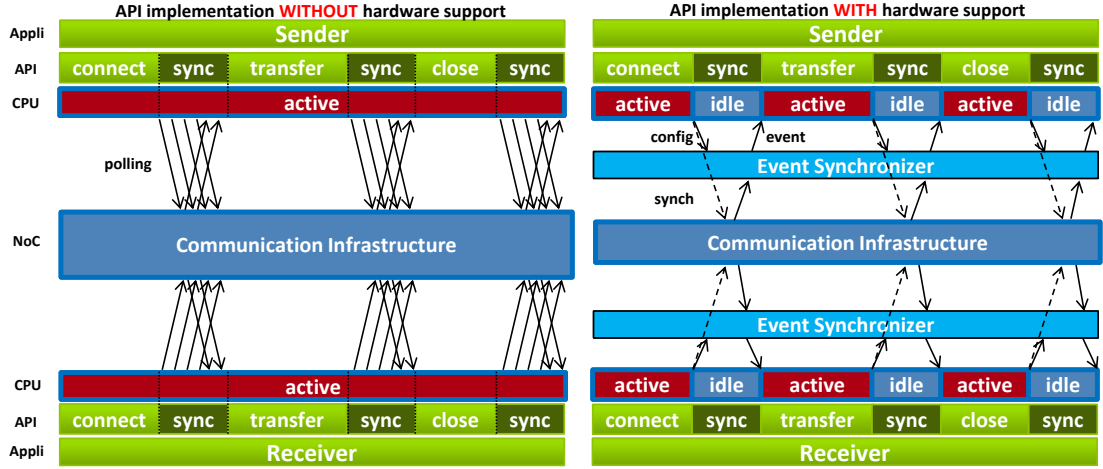 API implementation WITHOUT hardware support
Appli Sender
API connect sync transfer sync close sync
CPU active
polling
NoC Communication Infrastructure
CPU active
API connect sync transfer sync close sync
Appli Receiver
API implementation WITH hardware support
Sender
connect sync transfer sync close sync
active idle active idle active idle
config event
Event Synchronizer
synch
Communication Infrastructure
Event Synchronizer
active idle active idle active idle
connect sync transfer sync close sync
Receiver